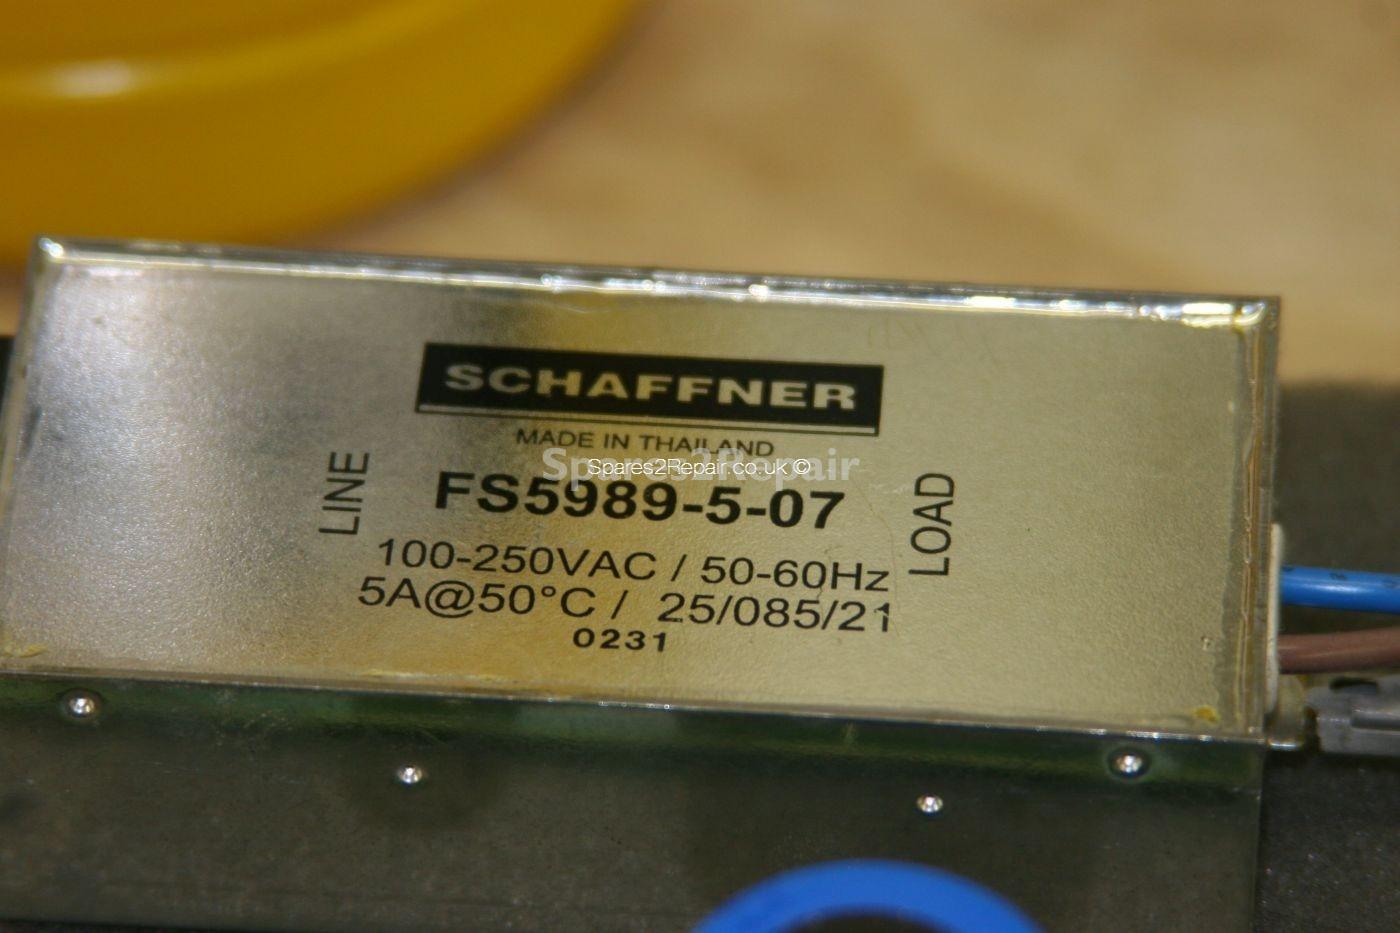 SCHAFFNER
MADE IN THAILAND
Spares2Repair
Spares2Repair.co.uk ©
LINE
FS5989-5-07
LOAD
100-250VAC / 50-60Hz
5A@50°C / 25/085/21
0231